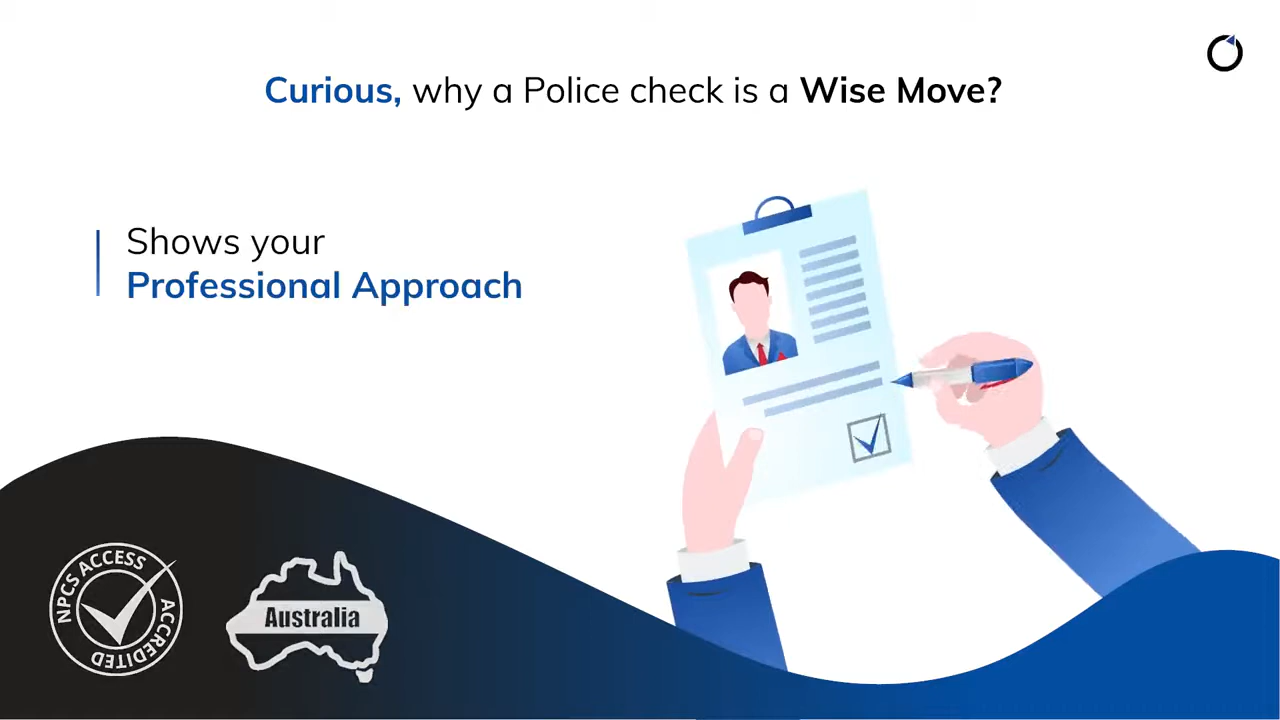 Curious, why a Police check is a Wise Move?
Shows your
Professional Approach
NPCS ACCESS
ACCREDITED
Australia